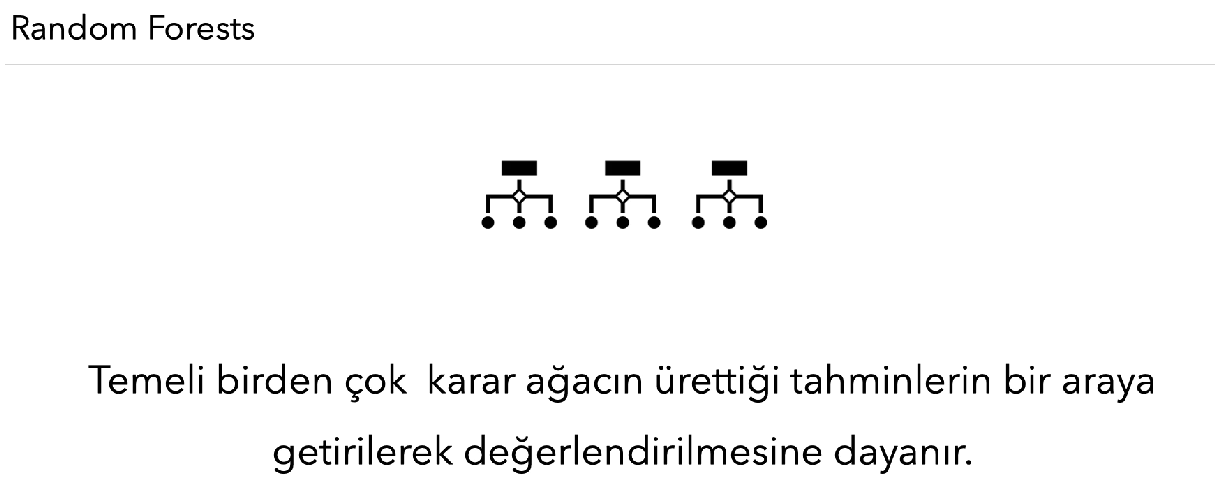 Random Forests
Temeli birden çok karar ağacın ürettiği tahminlerin bir araya
getirilerek değerlendirilmesine dayanır.